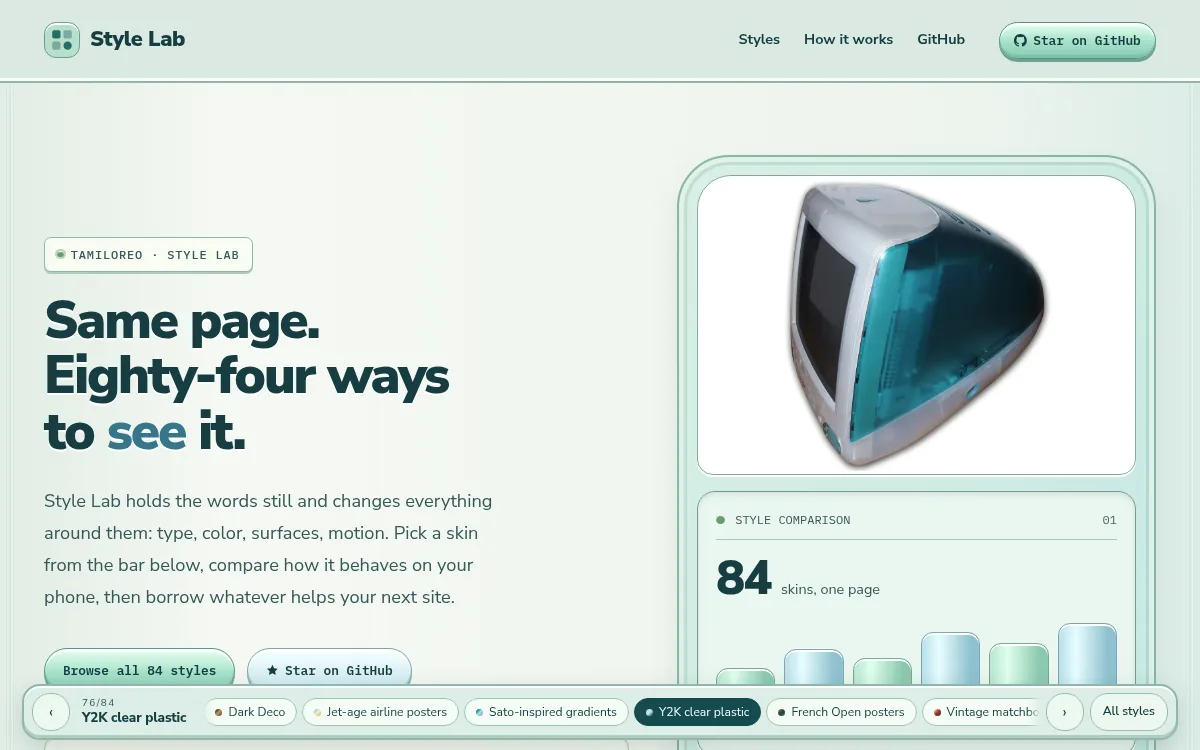 Style Lab
Styles
How it works
GitHub
Star on GitHub
TAMILOREO · STYLE LAB
Same page.
Eighty-four ways
to see it.
Style Lab holds the words still and changes everything
around them: type, color, surfaces, motion. Pick a skin
from the bar below, compare how it behaves on your
phone, then borrow whatever helps your next site.
Browse all 84 styles
Star on GitHub
STYLE COMPARISON 01
84 skins, one page
76/84
Y2K clear plastic
Dark Deco
Jet-age airline posters
Sato-inspired gradients
Y2K clear plastic
French Open posters
Vintage matchbo
All styles